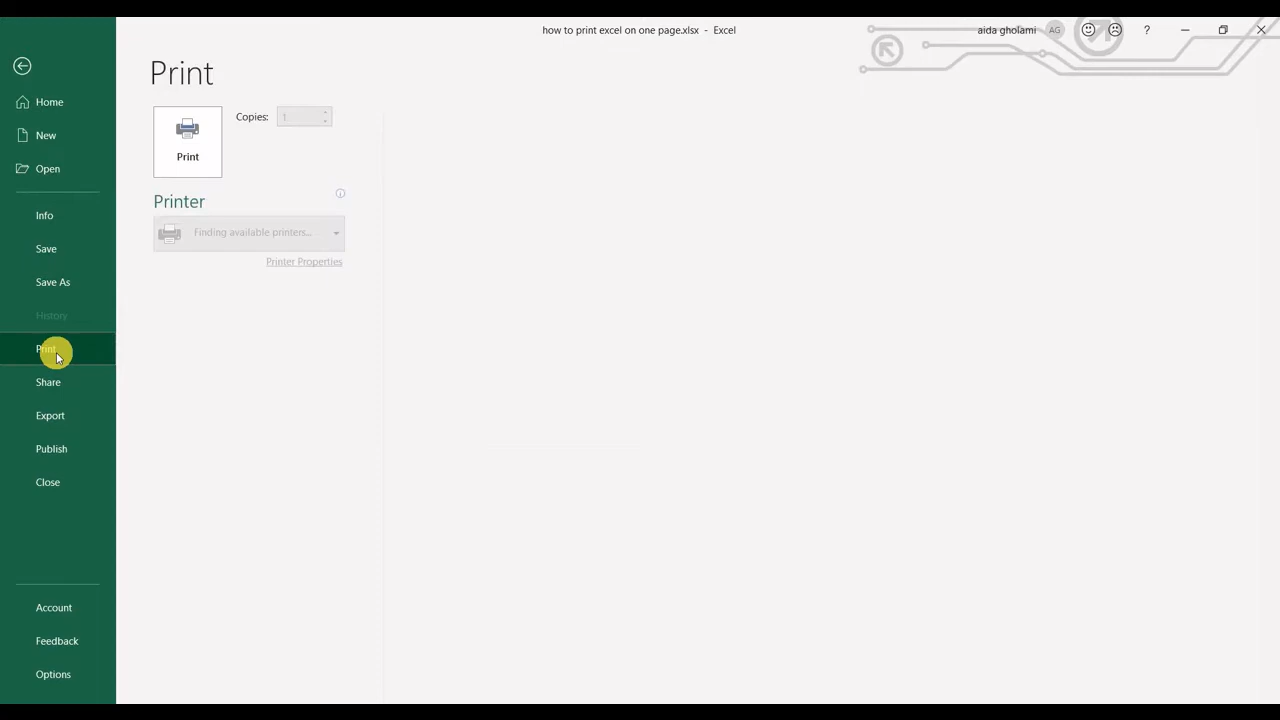 how to print excel on one page.xlsx - Excel
aida gholami AG ?
Print
Home
New
Open
Info
Save
Save As
History
Print
Share
Export
Publish
Close
Account
Feedback
Options
Copies: 1
Print
Printer
Finding available printers...
Printer Properties